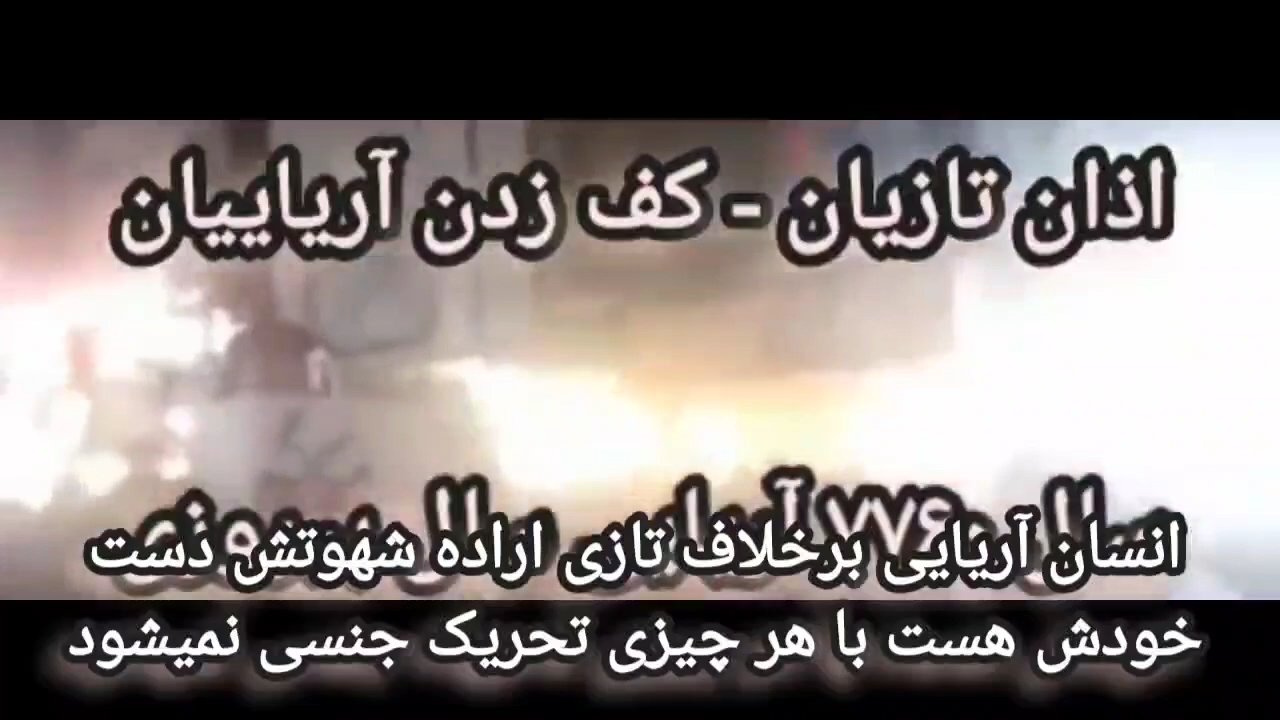 اذان تازیان - کف زدن آریاییان
انسان آریایی برخلاف تازی اراده شهوتش دست
خودش هست با هر چیزی تحریک جنسی نمیشود